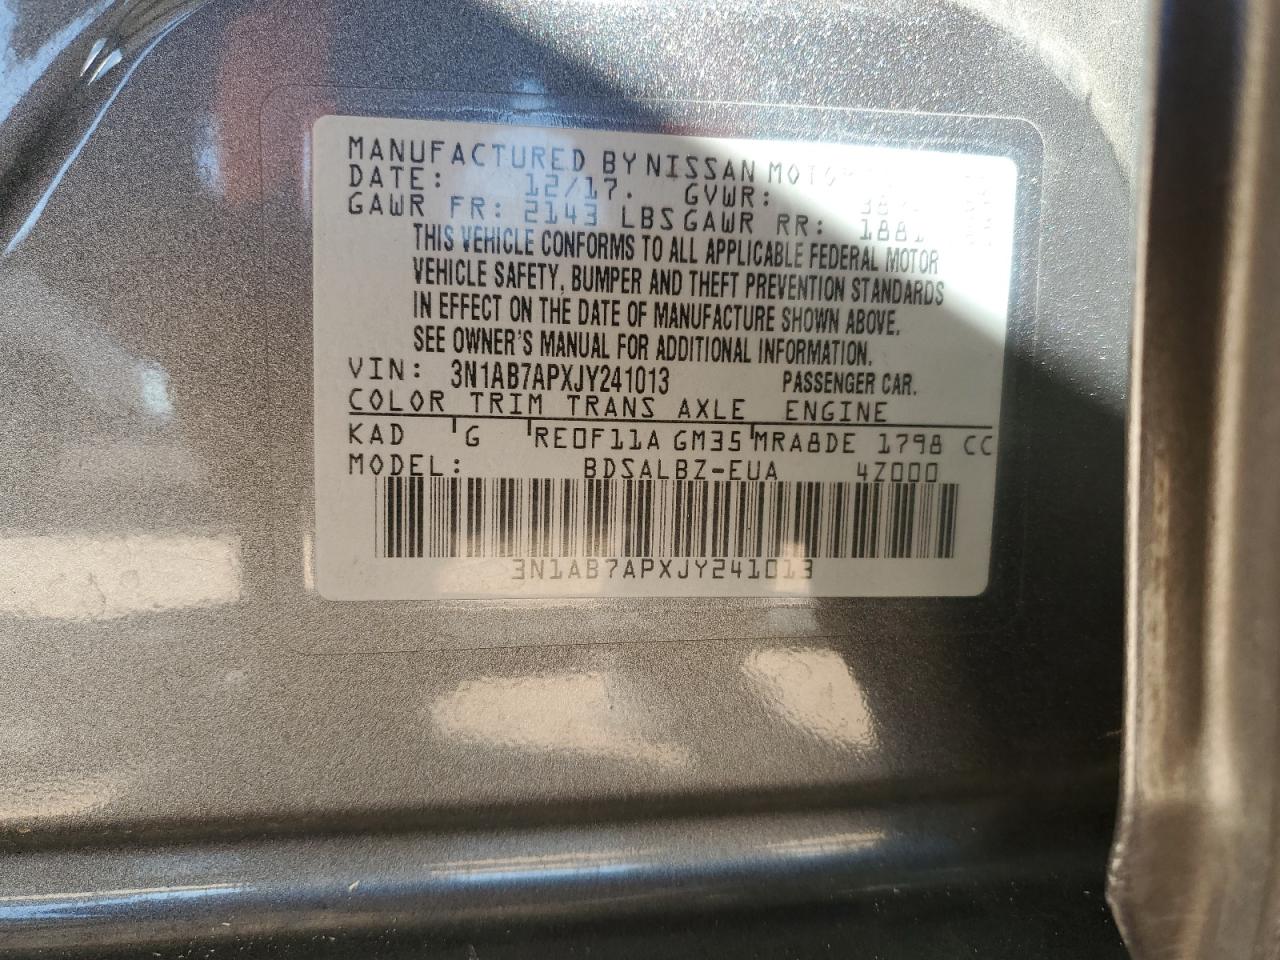 MANUFACTURED BY NISSAN MOTOR
DATE: 12/17. GVWR:
GAWR FR: 2143 LBS GAWR RR: 1881
THIS VEHICLE CONFORMS TO ALL APPLICABLE FEDERAL MOTOR
VEHICLE SAFETY, BUMPER AND THEFT PREVENTION STANDARDS
IN EFFECT ON THE DATE OF MANUFACTURE SHOWN ABOVE.
SEE OWNER'S MANUAL FOR ADDITIONAL INFORMATION.
VIN: 3N1AB7APXJY241013 PASSENGER CAR.
COLOR TRIM TRANS AXLE ENGINE
KAD G RE0F11A GM35 MRA8DE 1798 CC
MODEL: BDSALBZ-EUA 4Z000
3N1AB7APXJY241013